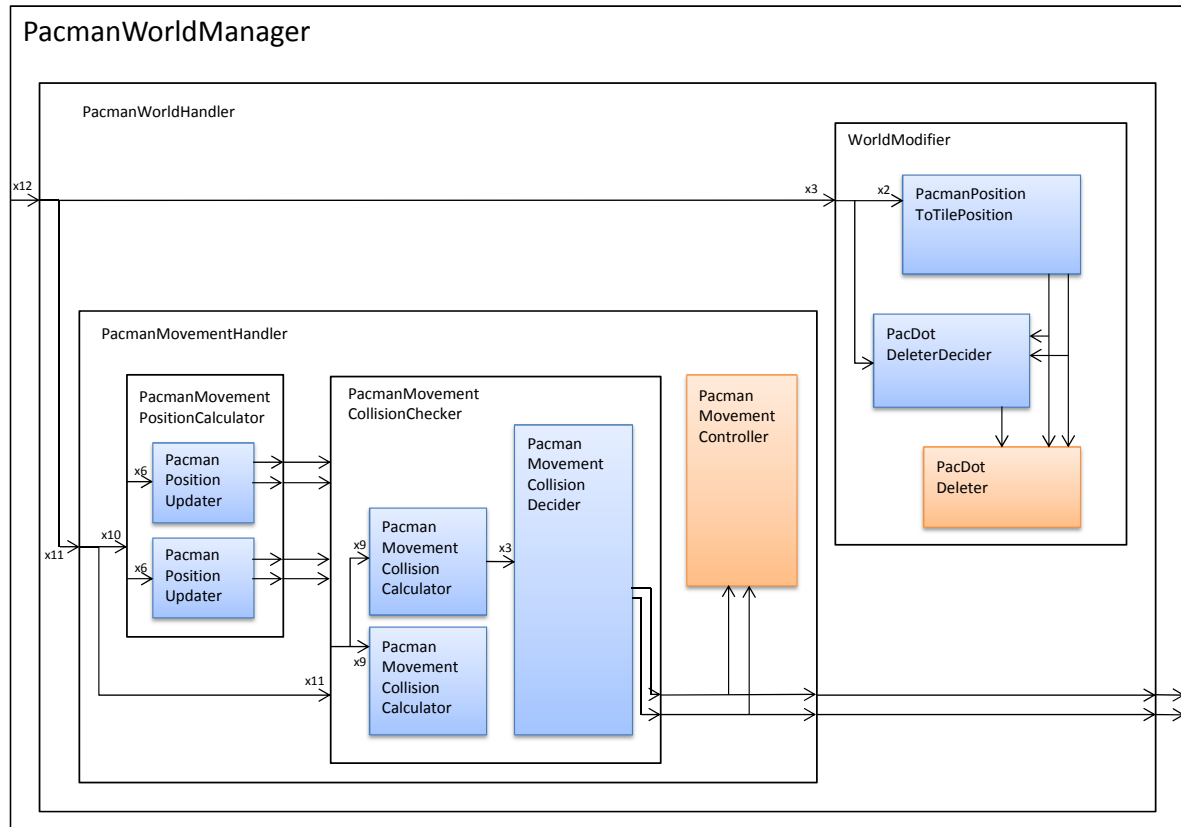 PacmanWorldManager
PacmanWorldHandler
WorldModifier
x12
x3
x2
PacmanPosition
ToTilePosition
PacDot
DeleterDecider
PacDot
Deleter
PacmanMovementHandler
PacmanMovement
PositionCalculator
x6
Pacman
Position
Updater
x11
x10
x6
Pacman
Position
Updater
PacmanMovement
CollisionChecker
x9
Pacman
Movement
Collision
Calculator
x3
x9
Pacman
Movement
Collision
Calculator
x11
Pacman
Movement
Collision
Decider
Pacman
Movement
Controller